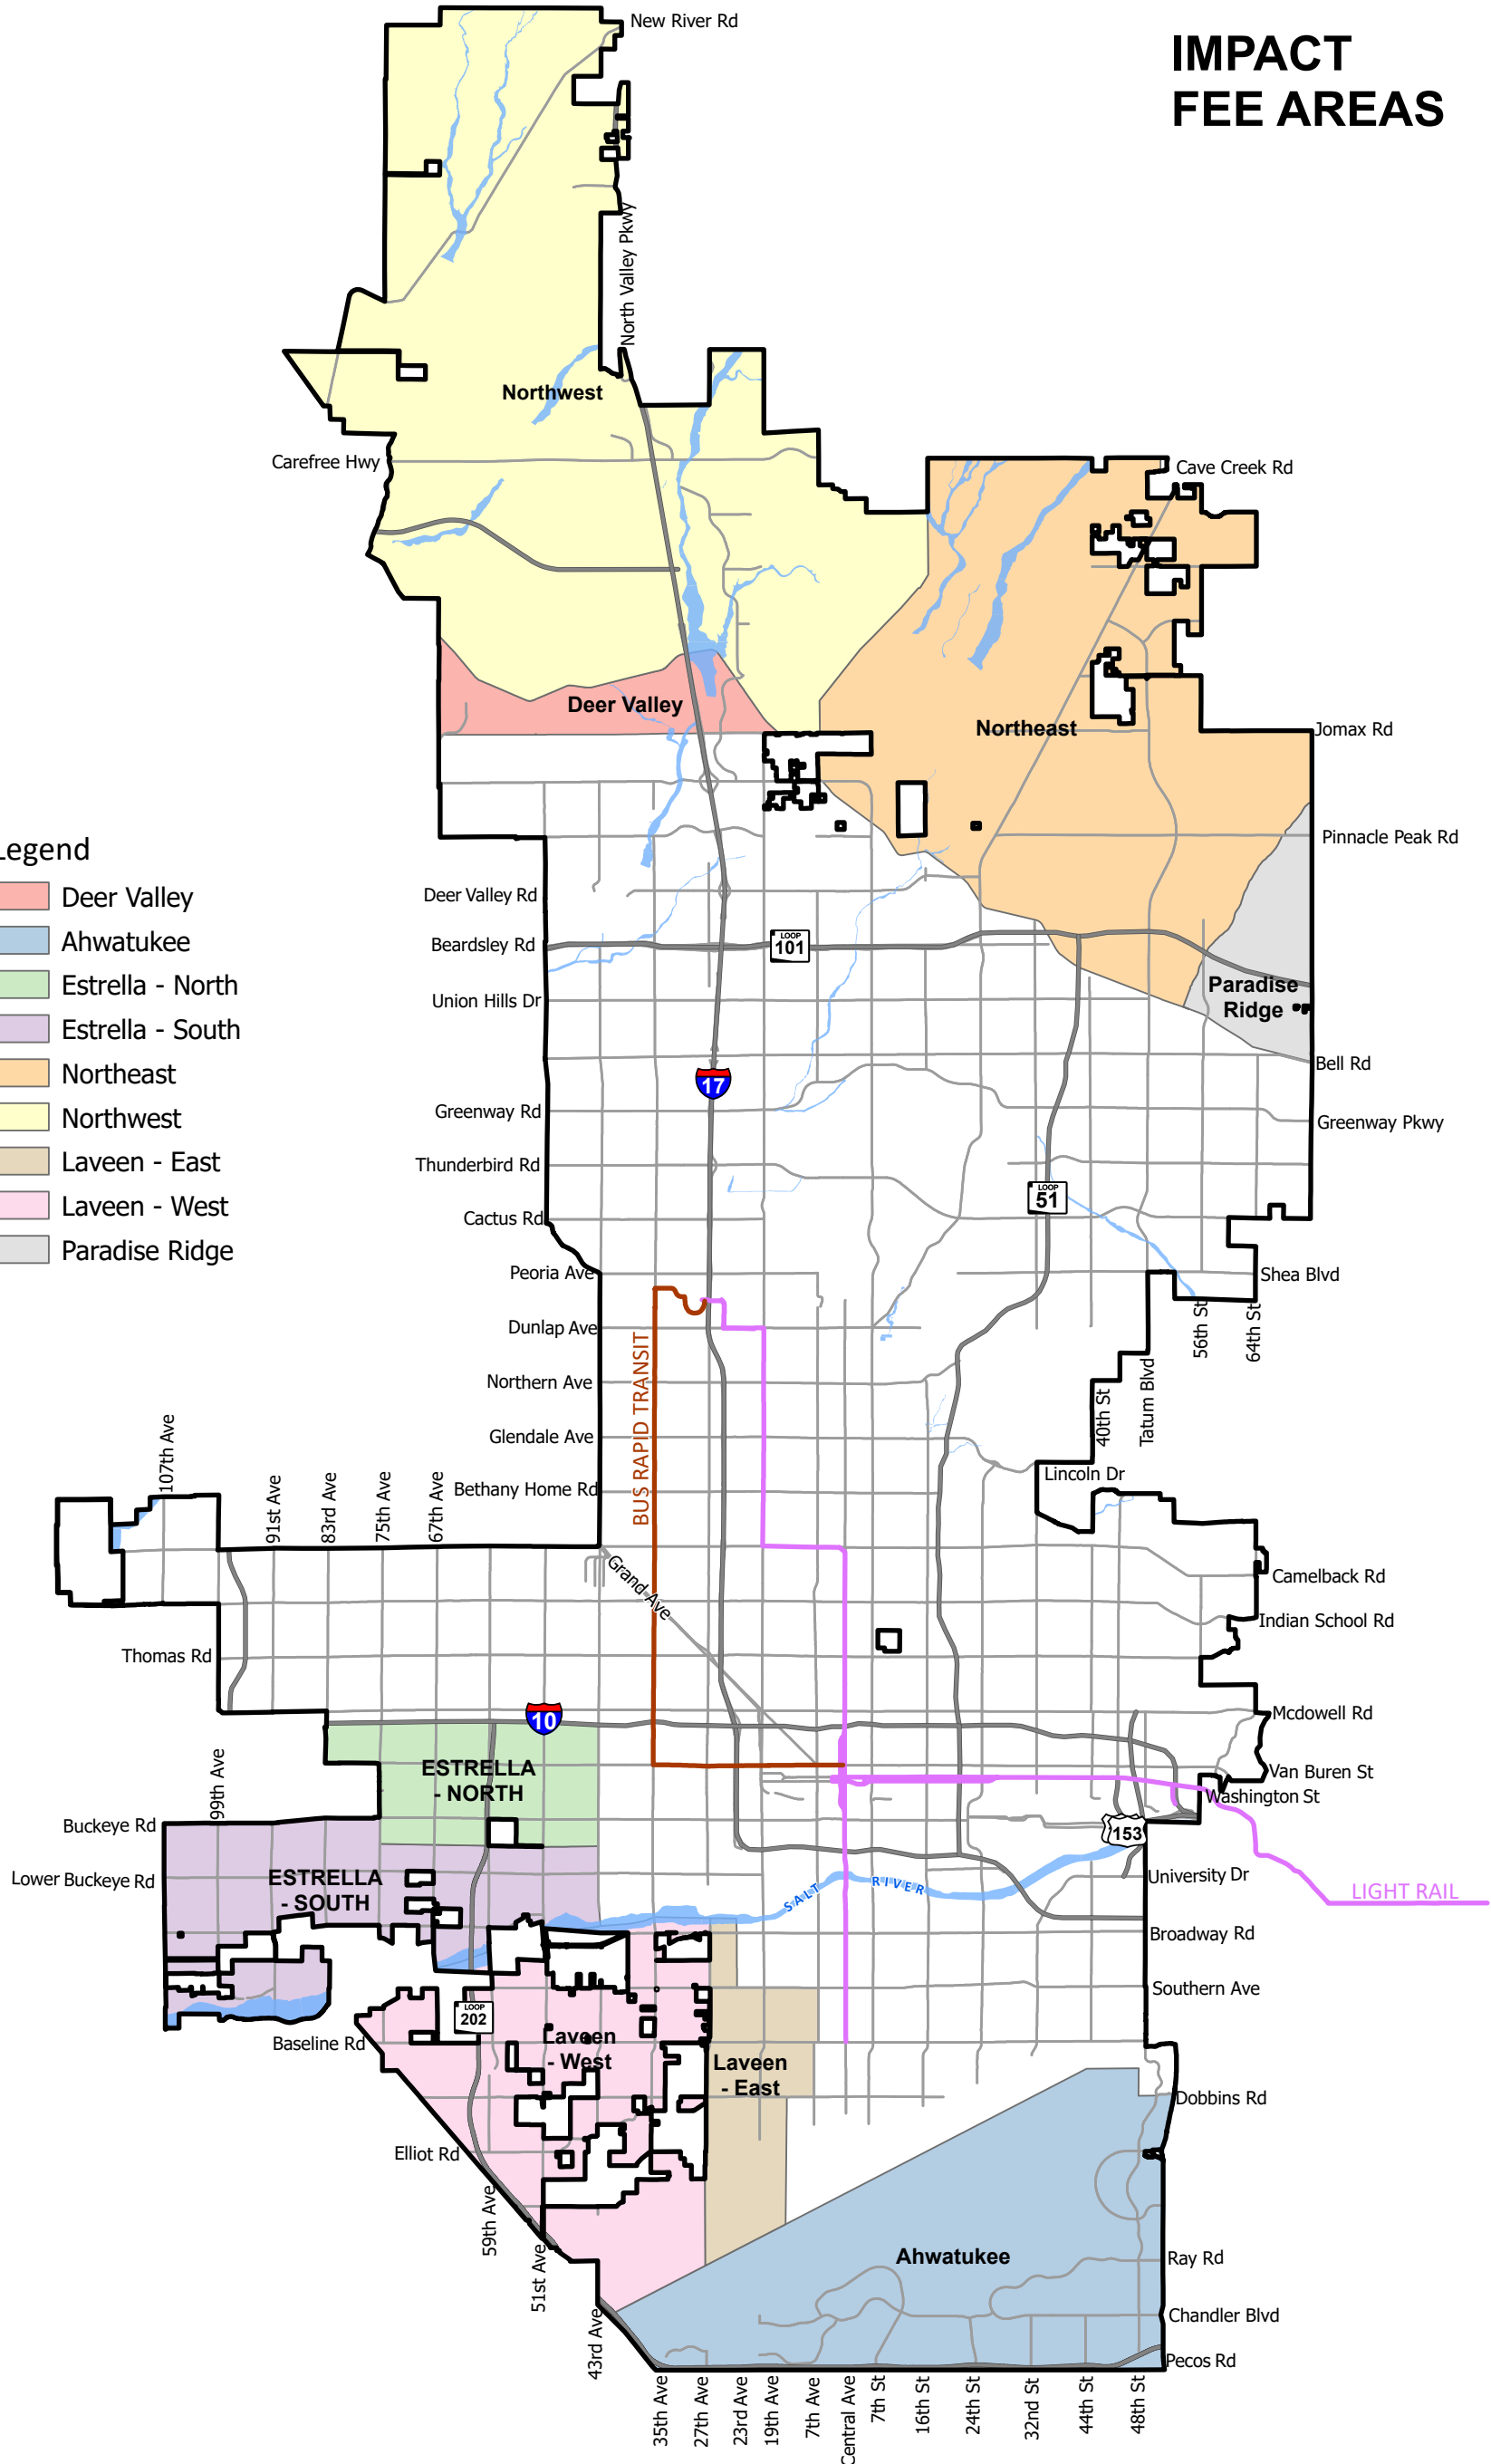 IMPACT
FEE AREAS
New River Rd
North Valley Pkwy
Northwest
Carefree Hwy
Cave Creek Rd
Deer Valley
Northeast
Jomax Rd
Pinnacle Peak Rd
Legend
Deer Valley
Ahwatukee
Estrella - North
Estrella - South
Northeast
Northwest
Laveen - East
Laveen - West
Paradise Ridge
Deer Valley Rd
Beardsley Rd
LOOP
101
Union Hills Dr
Paradise
Ridge
Bell Rd
17
Greenway Rd
Greenway Pkwy
Thunderbird Rd
LOOP
51
Cactus Rd
Peoria Ave
Shea Blvd
Dunlap Ave
56th St
64th St
BUS RAPID TRANSIT
Northern Ave
40th St
Tatum Blvd
Glendale Ave
107th Ave
91st Ave
83rd Ave
75th Ave
67th Ave
Bethany Home Rd
Lincoln Dr
Grand Ave
Camelback Rd
Indian School Rd
Thomas Rd
10
Mcdowell Rd
ESTRELLA
- NORTH
99th Ave
Van Buren St
Washington St
Buckeye Rd
153
Lower Buckeye Rd
ESTRELLA
- SOUTH
SALT RIVER
University Dr
LIGHT RAIL
Broadway Rd
Southern Ave
LOOP
202
Baseline Rd
Laveen
- West
Laveen
- East
Dobbins Rd
Elliot Rd
59th Ave
51st Ave
43rd Ave
Ahwatukee
Ray Rd
Chandler Blvd
Pecos Rd
35th Ave
27th Ave
23rd Ave
19th Ave
7th Ave
Central Ave
7th St
16th St
24th St
32nd St
44th St
48th St